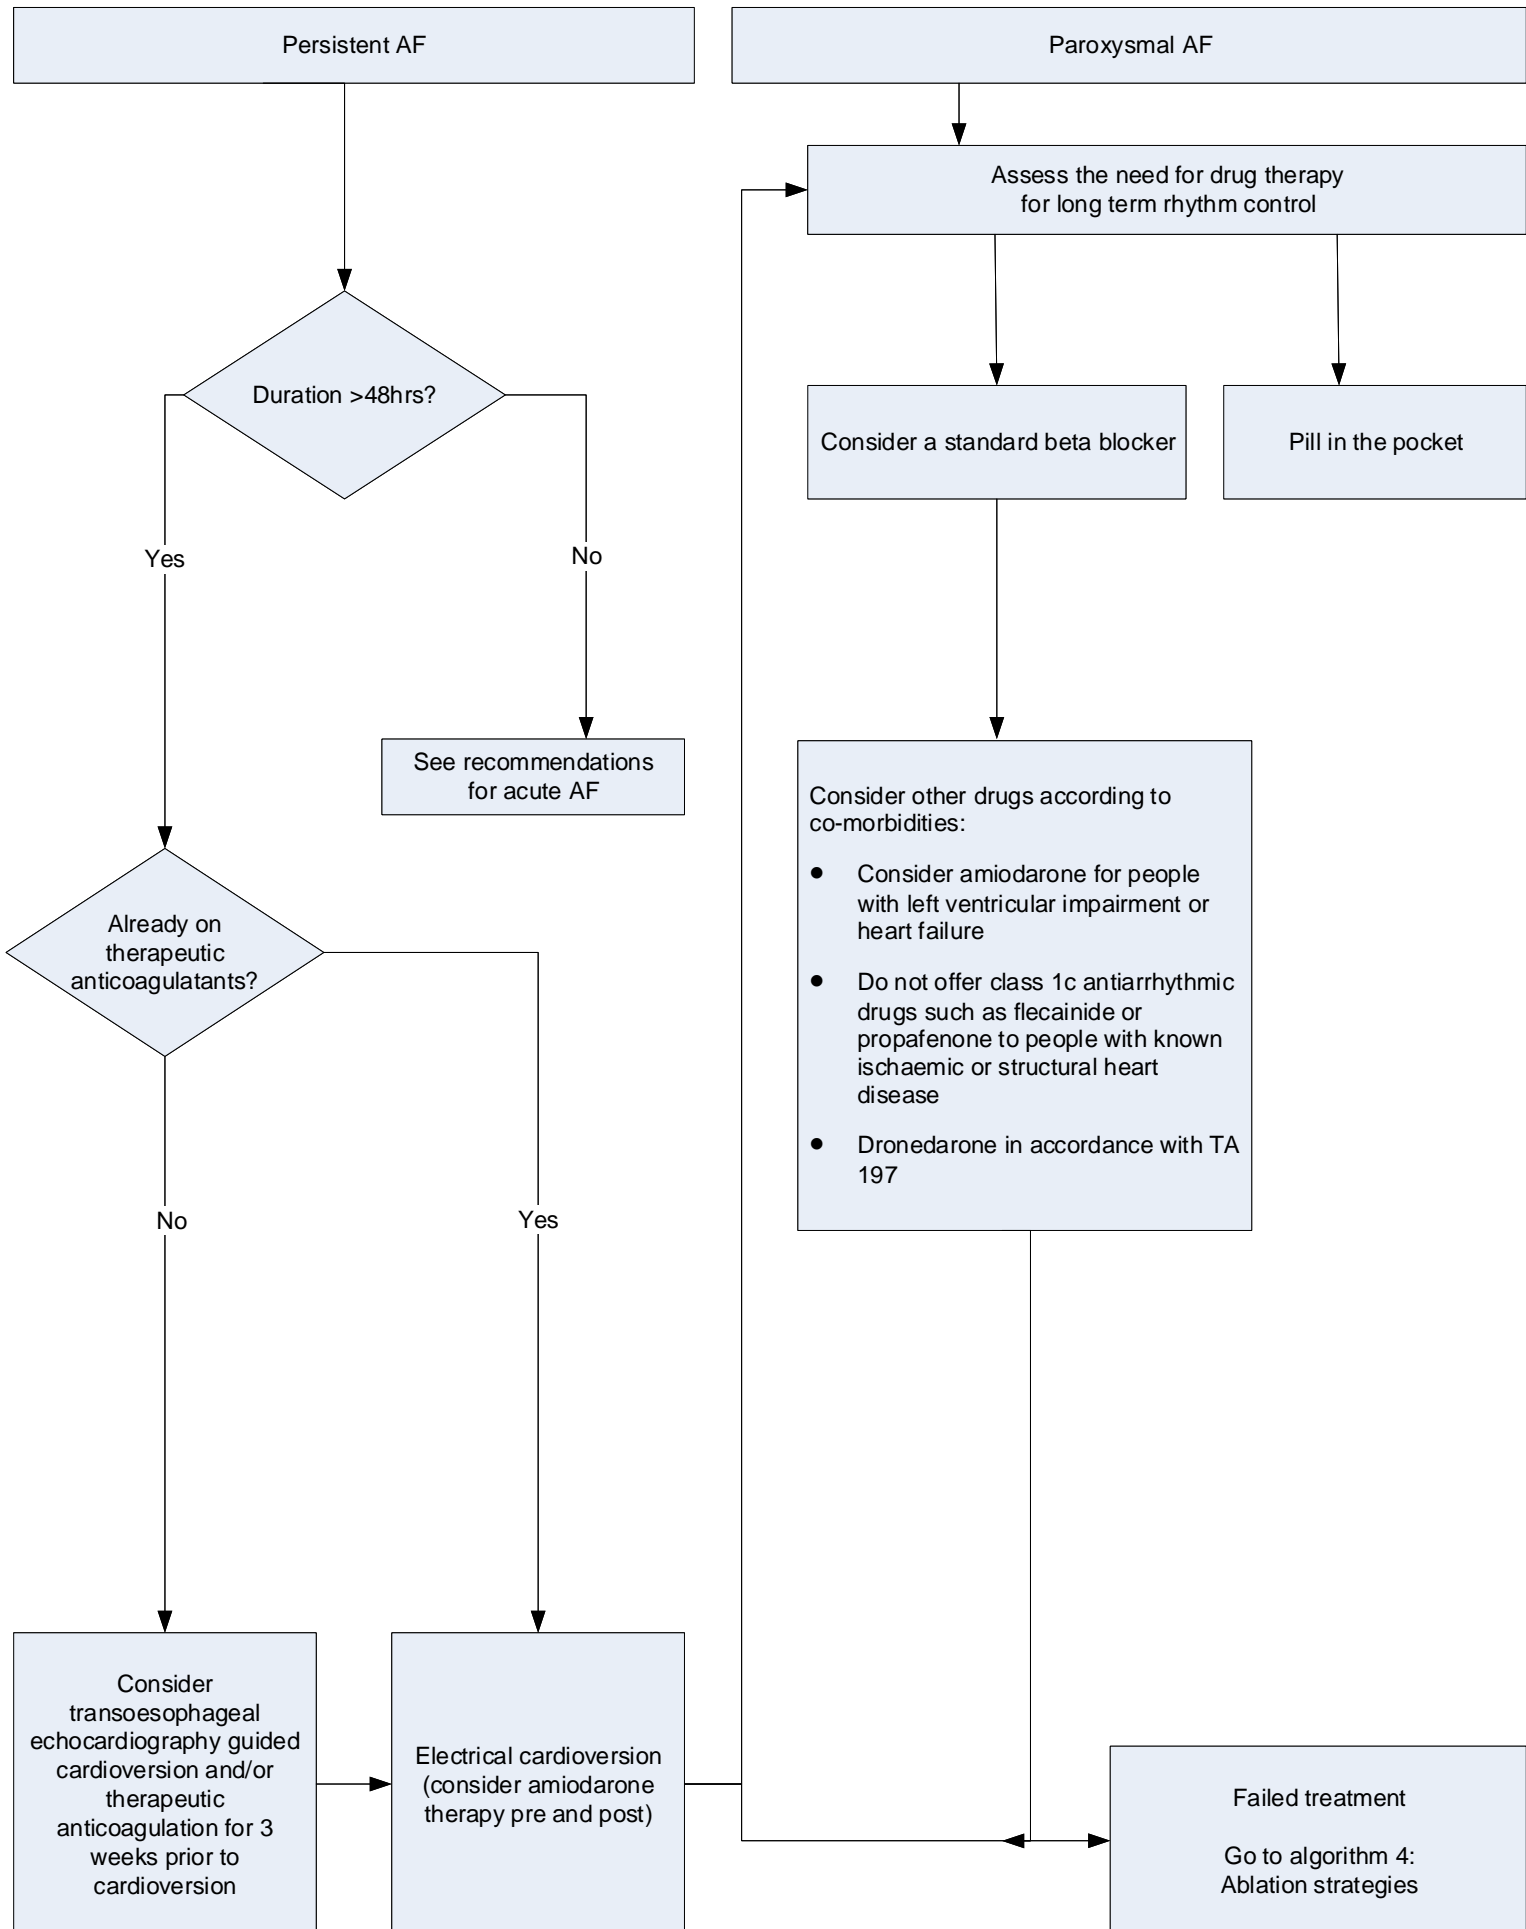 Persistent AF
Paroxysmal AF
Assess the need for drug therapy
for long term rhythm control
Duration >48hrs?
Consider a standard beta blocker
Pill in the pocket
Yes
No
See recommendations
for acute AF
Consider other drugs according to
co-morbidities:
● Consider amiodarone for people
with left ventricular impairment or
heart failure
● Do not offer class 1c antiarrhythmic
drugs such as flecainide or
propafenone to people with known
ischaemic or structural heart
disease
● Dronedarone in accordance with TA
197
Already on
therapeutic
anticoagulatants?
No
Yes
Consider
transoesophageal
echocardiography guided
cardioversion and/or
therapeutic
anticoagulation for 3
weeks prior to
cardioversion
Electrical cardioversion
(consider amiodarone
therapy pre and post)
Failed treatment
Go to algorithm 4:
Ablation strategies